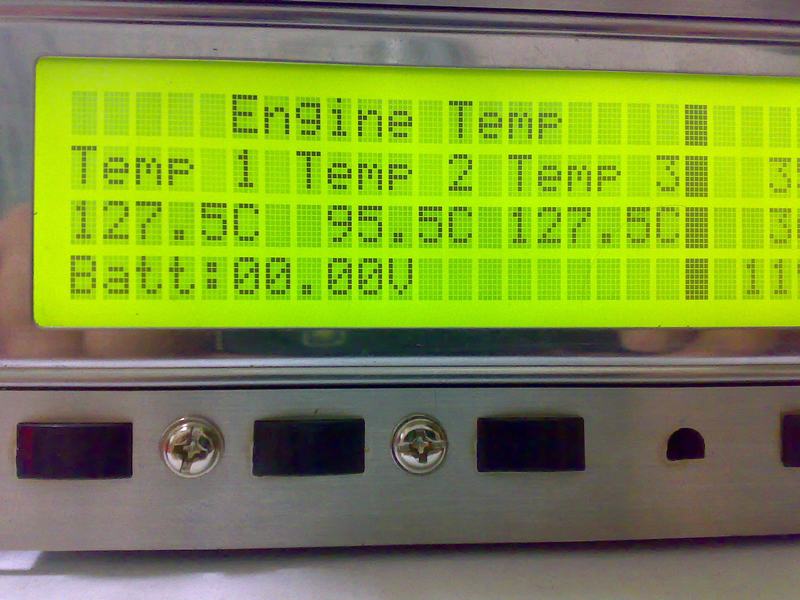 Engine Temp
Temp 1 Temp 2 Temp 3
127.5C 95.5C 127.5C
Batt:00.00V